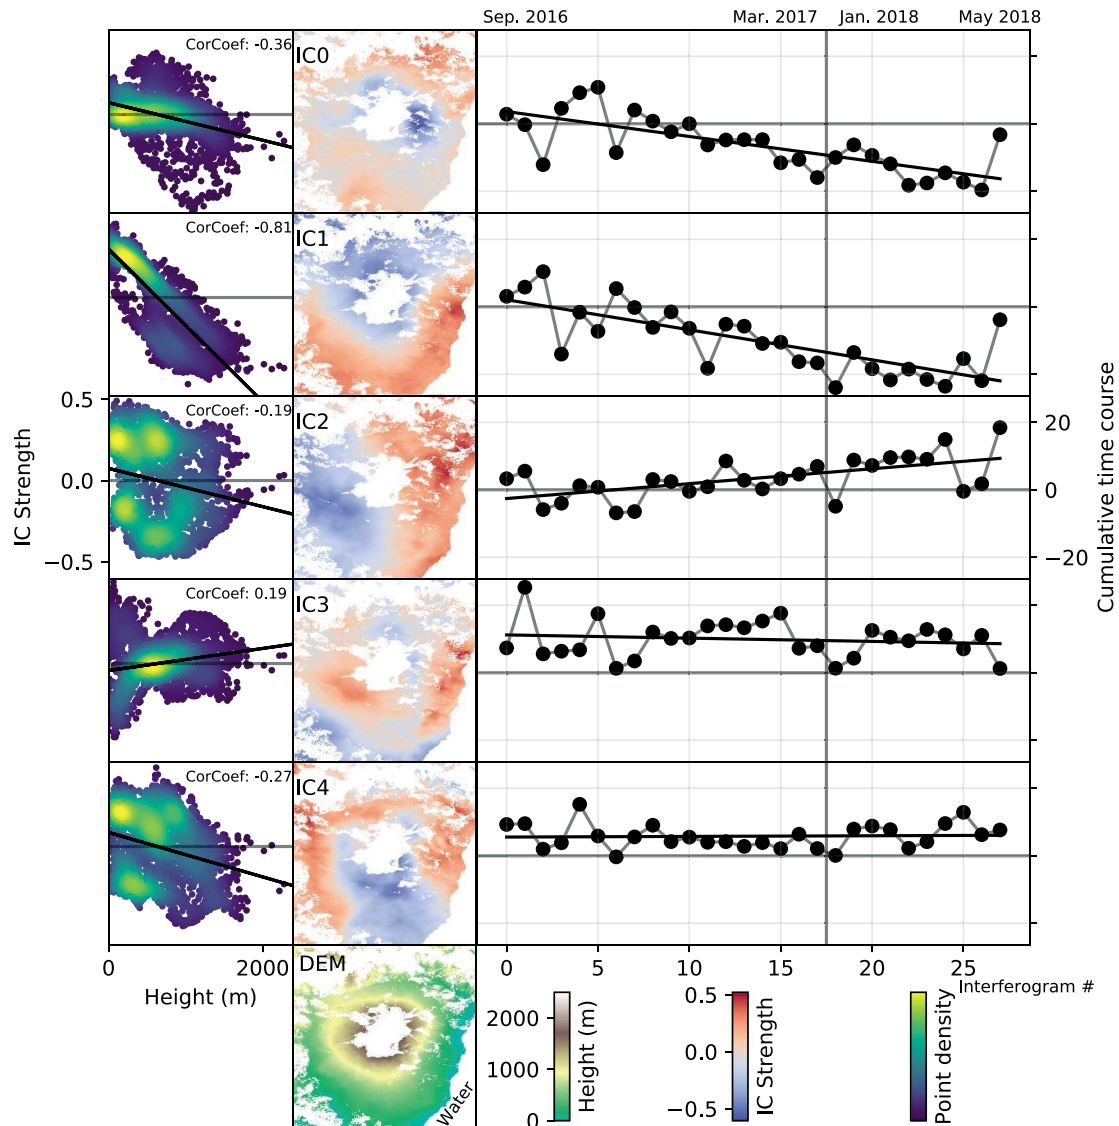 Sep. 2016 Mar. 2017 Jan. 2018 May 2018
CorCoef: -0.36
IC0
CorCoef: -0.81
IC1
0.5
CorCoef: -0.19
IC2
20
0.0
0
−0.5
−20
IC Strength
Cumulative time course
CorCoef: 0.19
IC3
CorCoef: -0.27
IC4
0 2000
Height (m)
DEM
Water
0 5 10 15 20 25
Interferogram #
2000
1000
0
Height (m)
0.5
0.0
−0.5
IC Strength
Point density